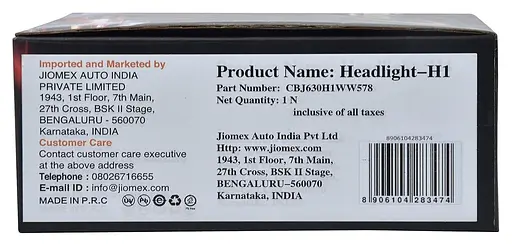 Imported and Marketed by
JIOMEX AUTO INDIA
PRIVATE LIMITED
1943, 1st Floor, 7th Main,
27th Cross, BSK II Stage,
BENGALURU - 560070
Karnataka, INDIA
Customer Care
Contact customer care executive
at the above address
Telephone : 08026716655
E-mail ID : info@jiomex.com
MADE IN P.R.C
Product Name: Headlight-H1
Part Number: CBJ630H1WW578
Net Quantity: 1 N
inclusive of all taxes
Jiomex Auto India Pvt Ltd
Http: www.jiomex.com
1943, 1st Floor, 7th Main,
27th Cross, BSK II Stage,
BENGALURU-560070
Karnataka, INDIA
8906104283474
8 906104 283474